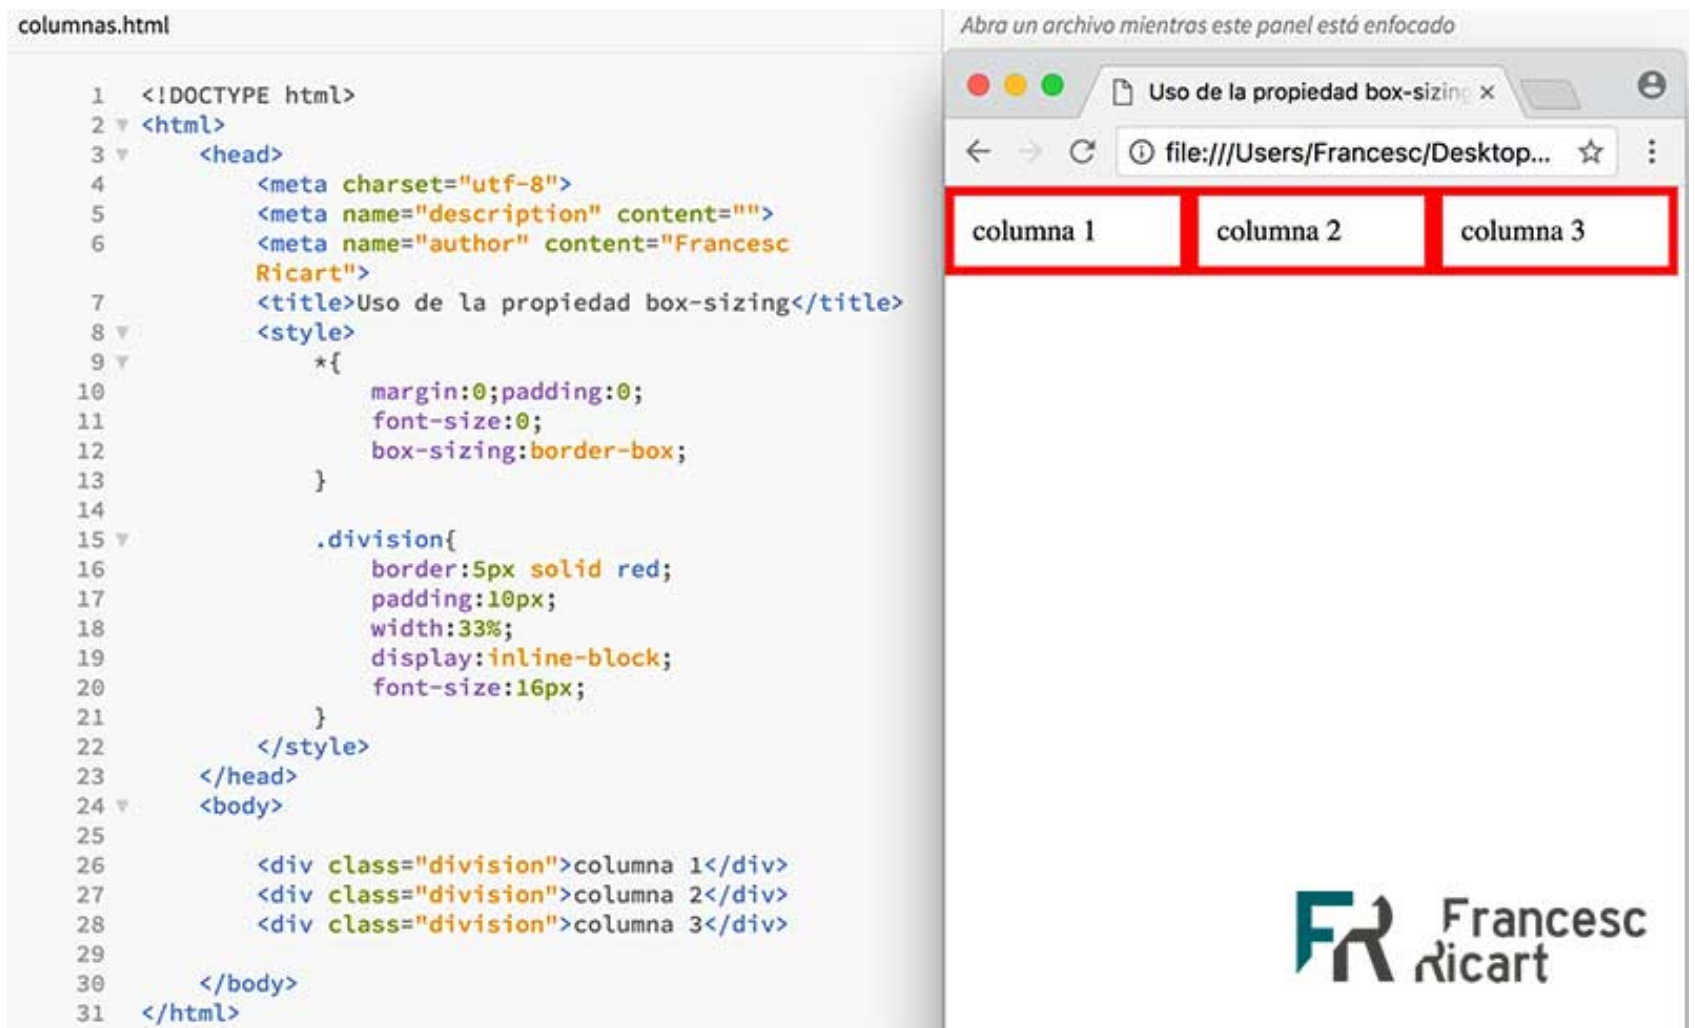 columnas.html
1 <!DOCTYPE html>
2 <html>
3 <head>
4 <meta charset="utf-8">
5 <meta name="description" content="">
6 <meta name="author" content="Francesc
Ricart">
7 <title>Uso de la propiedad box-sizing</title>
8 <style>
9 *{
10 margin:0;padding:0;
11 font-size:0;
12 box-sizing:border-box;
13 }
14
15 .division{
16 border:5px solid red;
17 padding:10px;
18 width:33%;
19 display:inline-block;
20 font-size:16px;
21 }
22 </style>
23 </head>
24 <body>
25
26 <div class="division">columna 1</div>
27 <div class="division">columna 2</div>
28 <div class="division">columna 3</div>
29
30 </body>
31 </html>
Abra un archivo mientras este panel está enfocado
Uso de la propiedad box-sizing
file:///Users/Francesc/Desktop...
columna 1 columna 2 columna 3
FR Francesc
Ricart